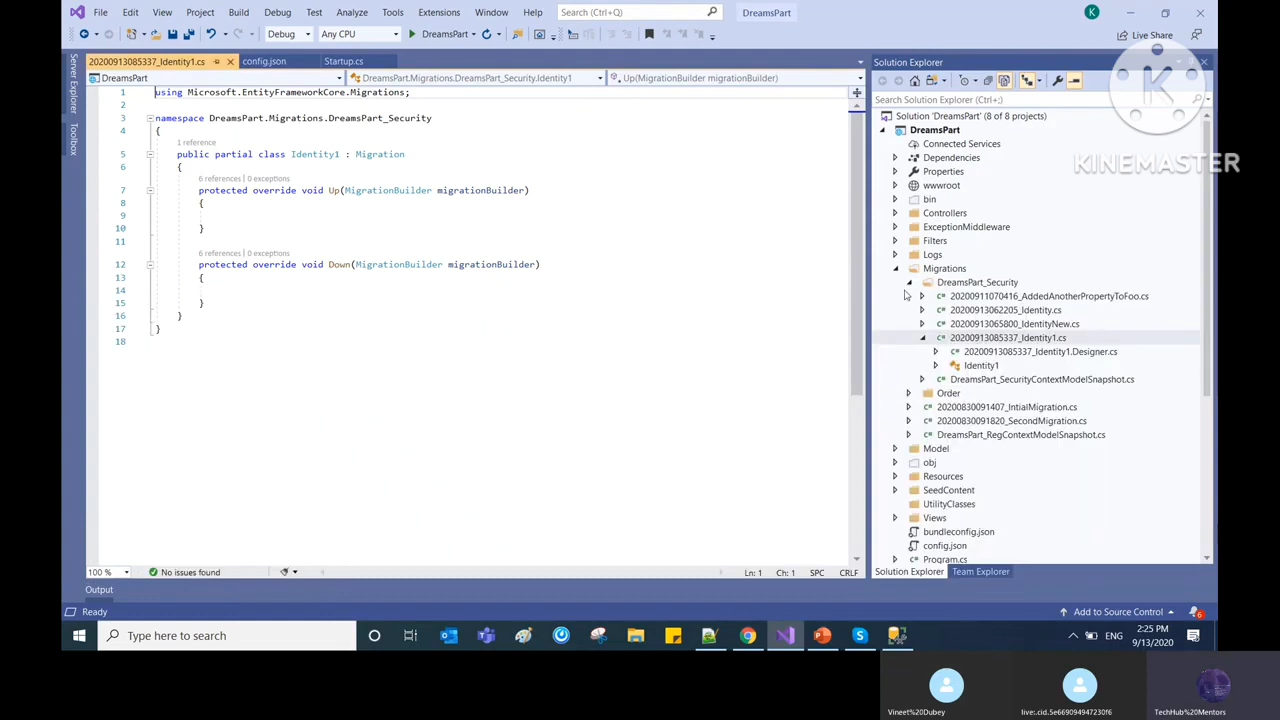 File Edit View Project Build Debug Test Analyze Tools Extensions Window Help Search (Ctrl+Q) DreamsPart K
Debug Any CPU DreamsPart Live Share
20200913085337_Identity1.cs config.json Startup.cs
DreamsPart DreamsPart.Migrations.DreamsPart_Security.Identity1 Up(MigrationBuilder migrationBuilder)
Server Explorer
Toolbox
1 using Microsoft.EntityFrameworkCore.Migrations;
2
3 namespace DreamsPart.Migrations.DreamsPart_Security
4 {
1 reference
5 public partial class Identity1 : Migration
6 {
6 references | 0 exceptions
7 protected override void Up(MigrationBuilder migrationBuilder)
8 {
9
10 }
11
6 references | 0 exceptions
12 protected override void Down(MigrationBuilder migrationBuilder)
13 {
14
15 }
16 }
17 }
18
100 % No issues found Ln: 1 Ch: 1 SPC CRLF
Output
Solution Explorer
Search Solution Explorer (Ctrl+;)
Solution 'DreamsPart' (8 of 8 projects)
DreamsPart
Connected Services
Dependencies
Properties
wwwroot
bin
Controllers
ExceptionMiddleware
Filters
Logs
Migrations
DreamsPart_Security
20200911070416_AddedAnotherPropertyToFoo.cs
20200913062205_Identity.cs
20200913065800_IdentityNew.cs
20200913085337_Identity1.cs
20200913085337_Identity1.Designer.cs
Identity1
DreamsPart_SecurityContextModelSnapshot.cs
Order
20200830091407_IntialMigration.cs
20200830091820_SecondMigration.cs
DreamsPart_RegContextModelSnapshot.cs
Model
obj
Resources
SeedContent
UtilityClasses
Views
bundleconfig.json
config.json
Program.cs
Solution Explorer Team Explorer
K
KINEMASTER
Ready Add to Source Control 6
Type here to search ENG 2:25 PM
9/13/2020
Vineet%20Dubey live:.cid.5e669094947230f6 TechHub%20Mentors